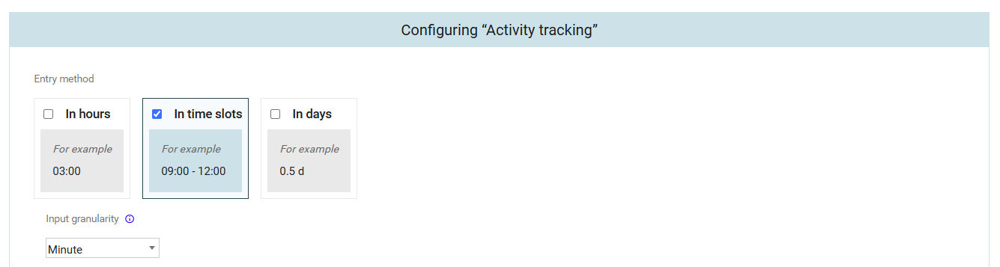 Configuring “Activity tracking”
Entry method
In hours
In time slots
In days
For example
For example
For example
03:00
09:00 - 12:00
0.5 d
Input granularity
Minute